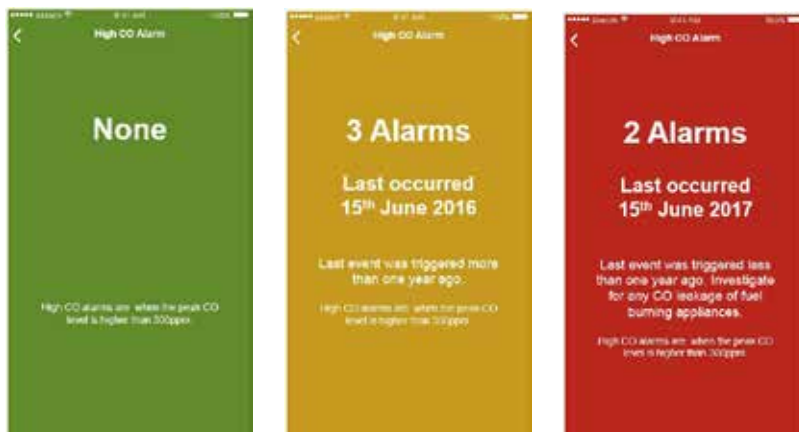 High CO Alarm
None
High CO alarms are when the peak CO
level is higher than 300ppm
High CO Alarm
3 Alarms
Last occurred
15th June 2016
Last event was triggered more
than one year ago.
High CO alarms are when the peak CO
level is higher than 300ppm
High CO Alarm
2 Alarms
Last occurred
15th June 2017
Last event was triggered less
than one year ago. Investigate
for any CO leakage of fuel
burning appliances.
High CO alarms are when the peak CO
level is higher than 300ppm